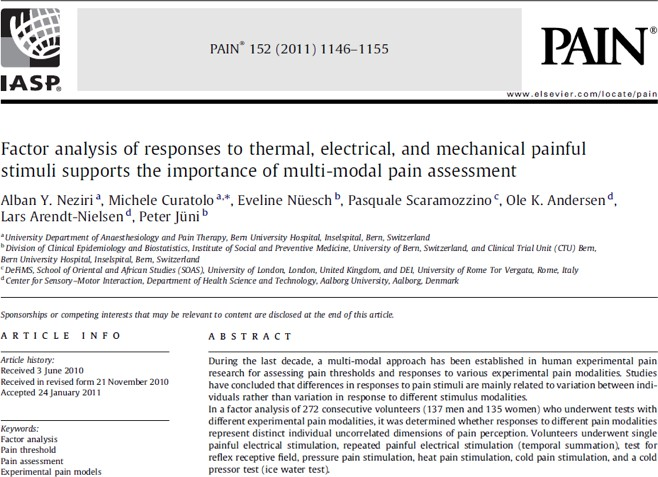 IASP®
PAIN® 152 (2011) 1146–1155
PAIN®
www.elsevier.com/locate/pain
Factor analysis of responses to thermal, electrical, and mechanical painful
stimuli supports the importance of multi-modal pain assessment
Alban Y. Neziri a, Michele Curatolo a,*, Eveline Nüesch b, Pasquale Scaramozzino c, Ole K. Andersen d,
Lars Arendt-Nielsen d, Peter Jüni b
a University Department of Anaesthesiology and Pain Therapy, Bern University Hospital, Inselspital, Bern, Switzerland
b Division of Clinical Epidemiology and Biostatistics, Institute of Social and Preventive Medicine, University of Bern, Switzerland, and Clinical Trial Unit (CTU) Bern,
Bern University Hospital, Inselspital, Bern, Switzerland
c DeFiMS, School of Oriental and African Studies (SOAS), University of London, London, United Kingdom, and DEI, University of Rome Tor Vergata, Rome, Italy
d Center for Sensory–Motor Interaction, Department of Health Science and Technology, Aalborg University, Aalborg, Denmark
Sponsorships or competing interests that may be relevant to content are disclosed at the end of this article.
ARTICLE INFO
Article history:
Received 3 June 2010
Received in revised form 21 November 2010
Accepted 24 January 2011
Keywords:
Factor analysis
Pain threshold
Pain assessment
Experimental pain models
ABSTRACT
During the last decade, a multi-modal approach has been established in human experimental pain
research for assessing pain thresholds and responses to various experimental pain modalities. Studies
have concluded that differences in responses to pain stimuli are mainly related to variation between indi-
viduals rather than variation in response to different stimulus modalities.
In a factor analysis of 272 consecutive volunteers (137 men and 135 women) who underwent tests with
different experimental pain modalities, it was determined whether responses to different pain modalities
represent distinct individual uncorrelated dimensions of pain perception. Volunteers underwent single
painful electrical stimulation, repeated painful electrical stimulation (temporal summation), test for
reflex receptive field, pressure pain stimulation, heat pain stimulation, cold pain stimulation, and a cold
pressor test (ice water test).